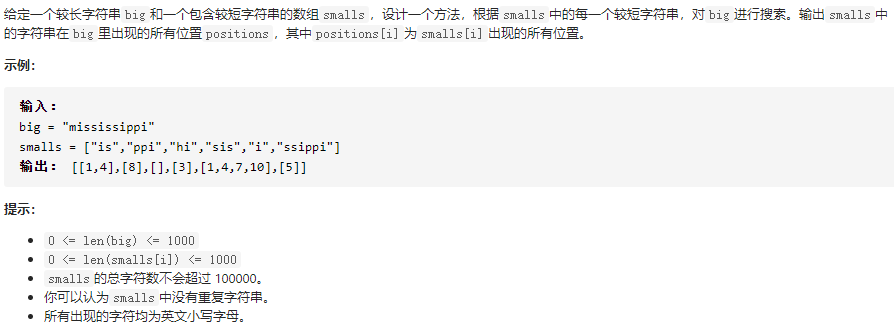 给定一个较长字符串 big 和一个包含较短字符串的数组 smalls ，设计一个方法，根据 smalls 中的每一个较短字符串，对 big 进行搜索。输出 smalls 中
的字符串在 big 里出现的所有位置 positions ，其中 positions[i] 为 smalls[i] 出现的所有位置。
示例：
输入：
big = "mississippi"
smalls = ["is","ppi","hi","sis","i","ssippi"]
输出： [[1,4],[8],[],[3],[1,4,7,10],[5]]
提示：
• 0 <= len(big) <= 1000
• 0 <= len(smalls[i]) <= 1000
• smalls 的总字符数不会超过 100000。
• 你可以认为 smalls 中没有重复字符串。
• 所有出现的字符均为英文小写字母。